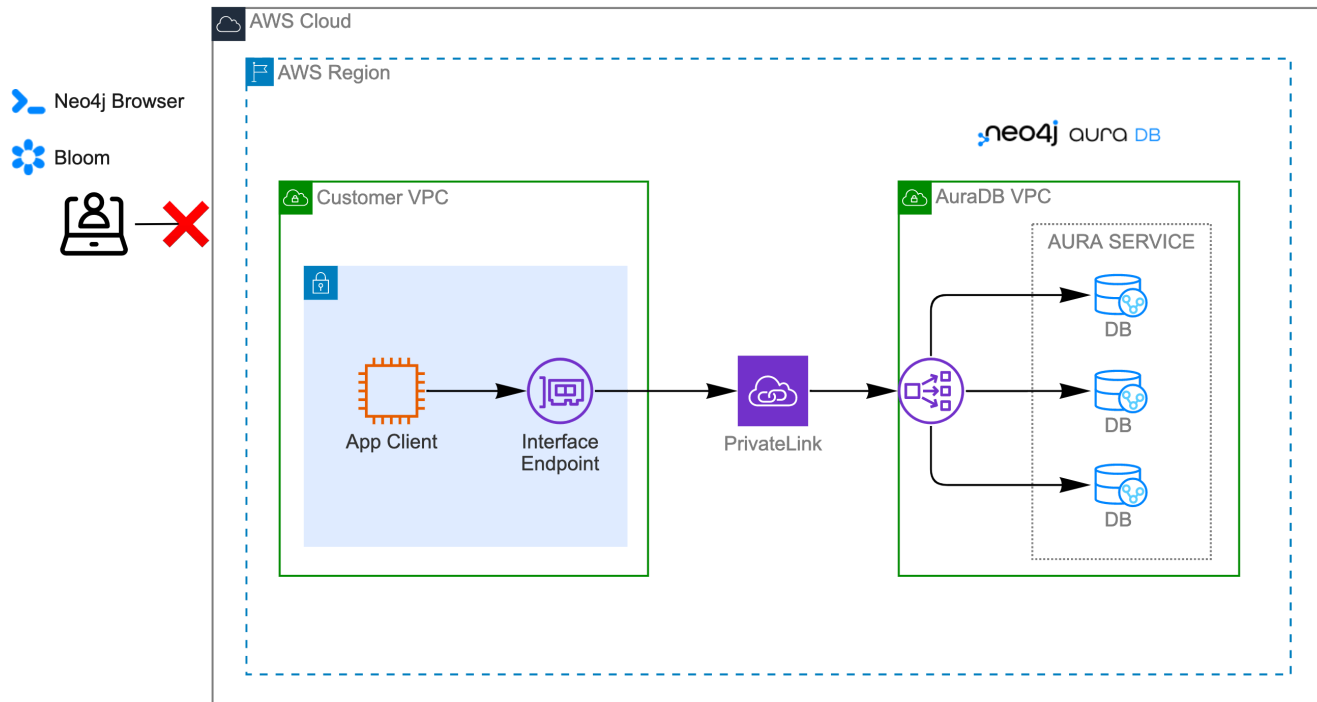 AWS Cloud
AWS Region
Neo4j Browser
Bloom
neo4j aura DB
Customer VPC
AuraDB VPC
AURA SERVICE
DB
App Client
Interface
Endpoint
PrivateLink
DB
DB